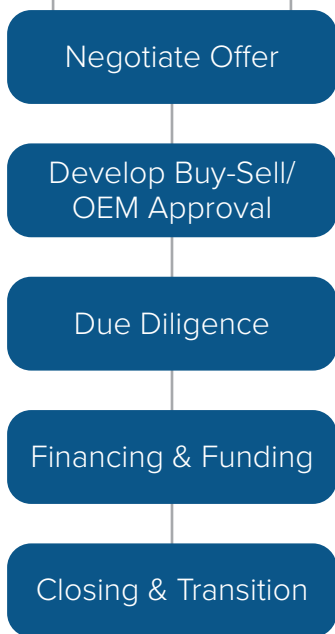 Negotiate Offer
Develop Buy-Sell/
OEM Approval
Due Diligence
Financing & Funding
Closing & Transition